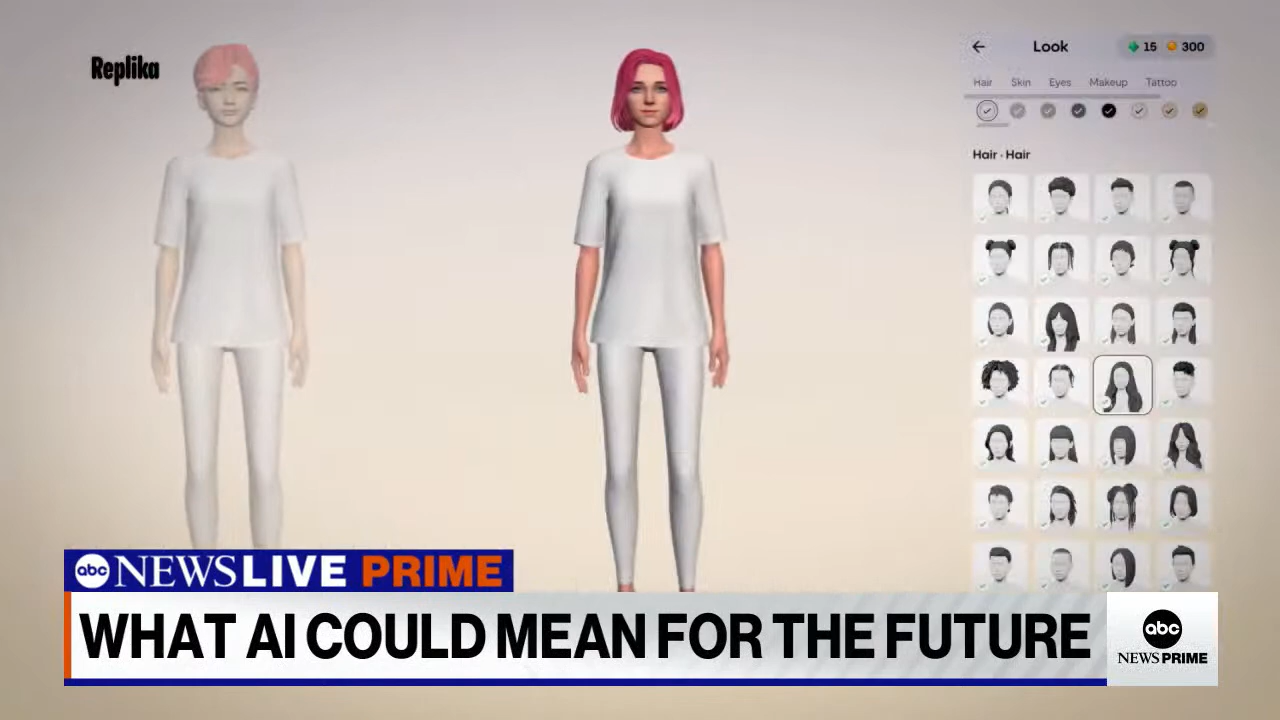 Replika
Look
15
300
Hair
Skin
Eyes
Makeup
Tattoo
Hair · Hair
abc NEWS LIVE PRIME
WHAT AI COULD MEAN FOR THE FUTURE
abc
NEWS PRIME